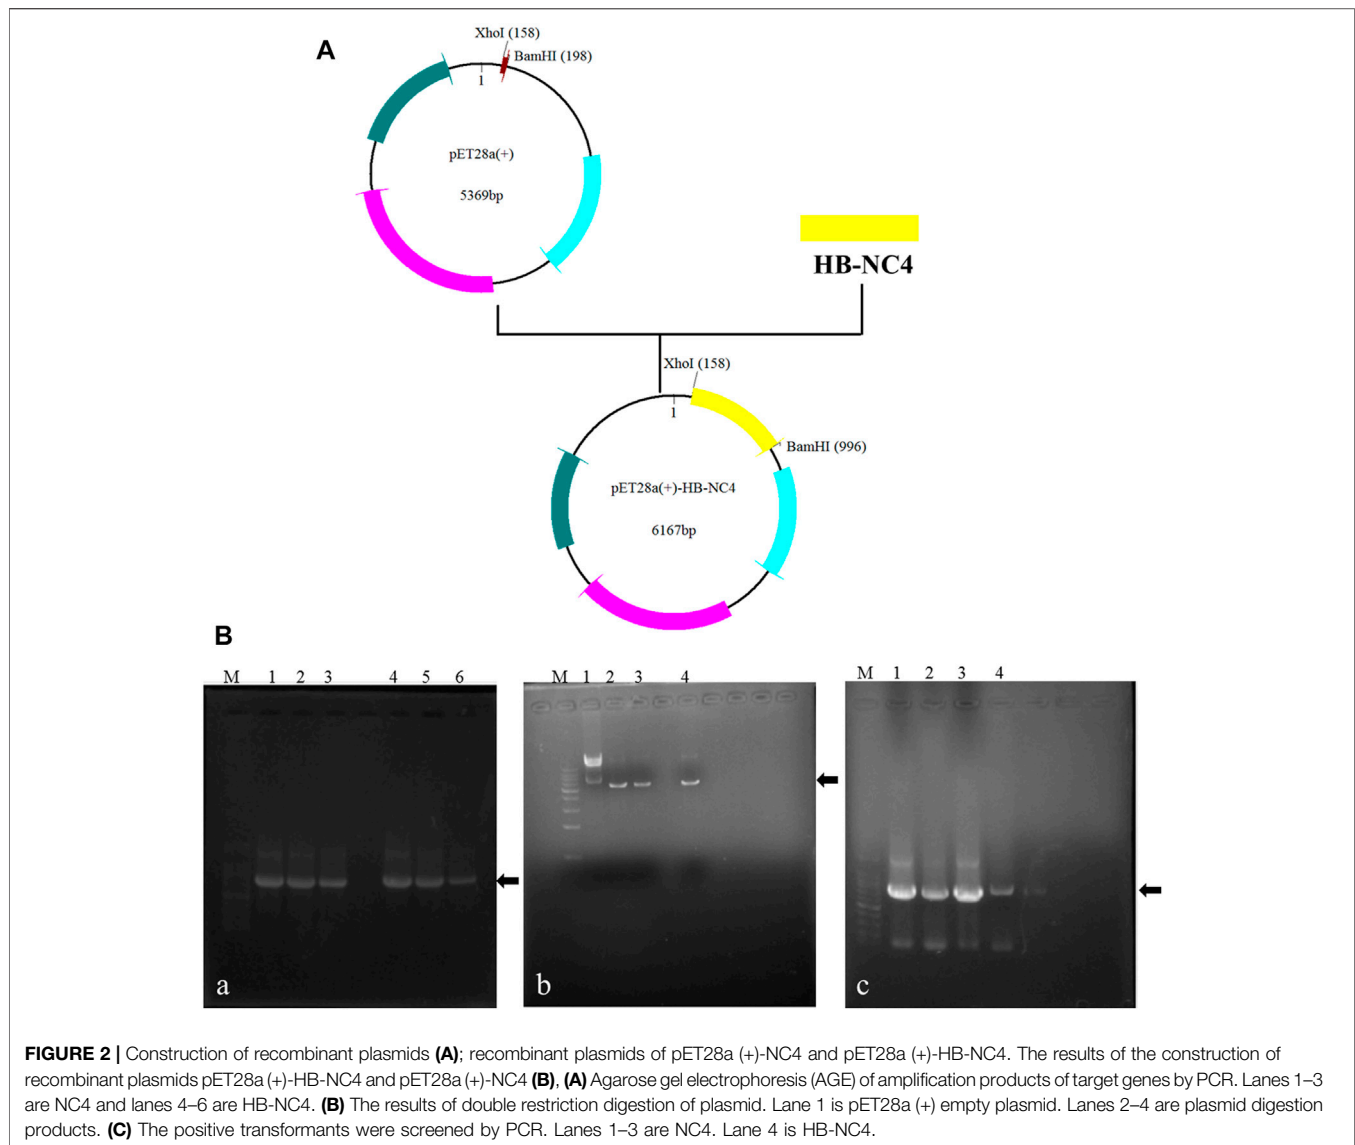 A
XhoI (158)
BamHI (198)
1
pET28a(+)
5369bp
HB-NC4
XhoI (158)
1
BamHI (996)
pET28a(+)-HB-NC4
6167bp
B
M 1 2 3 4 5 6
M 1 2 3 4
M 1 2 3 4
a
b
c
FIGURE 2 | Construction of recombinant plasmids (A); recombinant plasmids of pET28a (+)-NC4 and pET28a (+)-HB-NC4. The results of the construction of
recombinant plasmids pET28a (+)-HB-NC4 and pET28a (+)-NC4 (B), (A) Agarose gel electrophoresis (AGE) of amplification products of target genes by PCR. Lanes 1–3
are NC4 and lanes 4–6 are HB-NC4. (B) The results of double restriction digestion of plasmid. Lane 1 is pET28a (+) empty plasmid. Lanes 2–4 are plasmid digestion
products. (C) The positive transformants were screened by PCR. Lanes 1–3 are NC4. Lane 4 is HB-NC4.